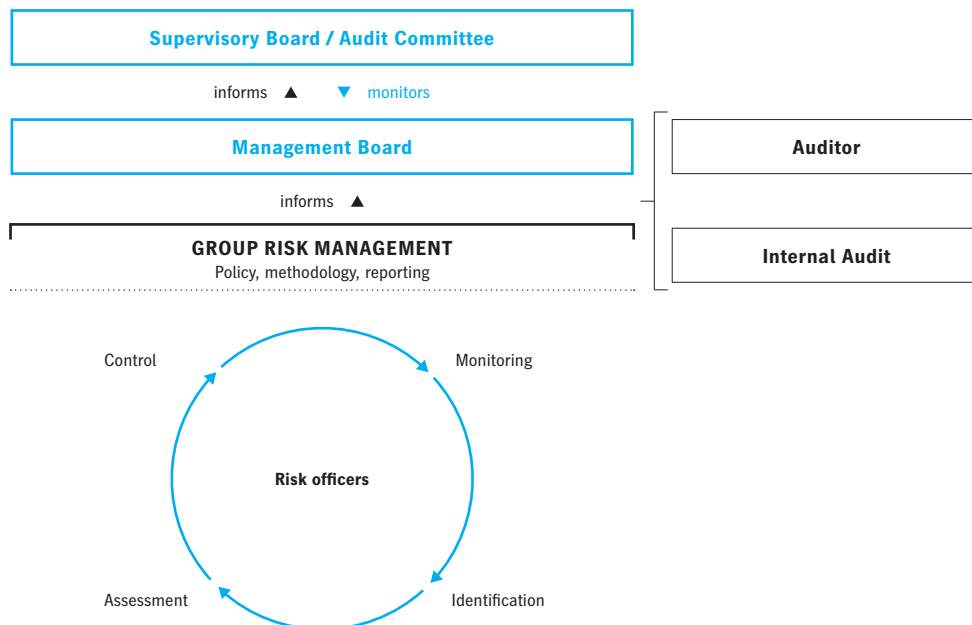 Supervisory Board / Audit Committee
informs ▲ ▼ monitors
Management Board
Auditor
informs ▲
GROUP RISK MANAGEMENT
Policy, methodology, reporting
Internal Audit
Control
Monitoring
Risk officers
Assessment
Identification